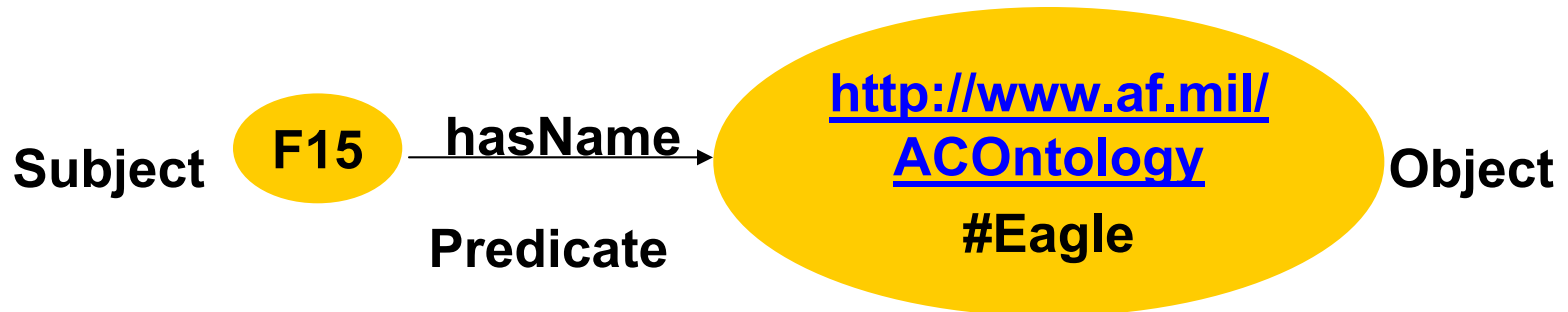 Subject
F15
hasName
Predicate
http://www.af.mil/
ACOntology
#Eagle
Object